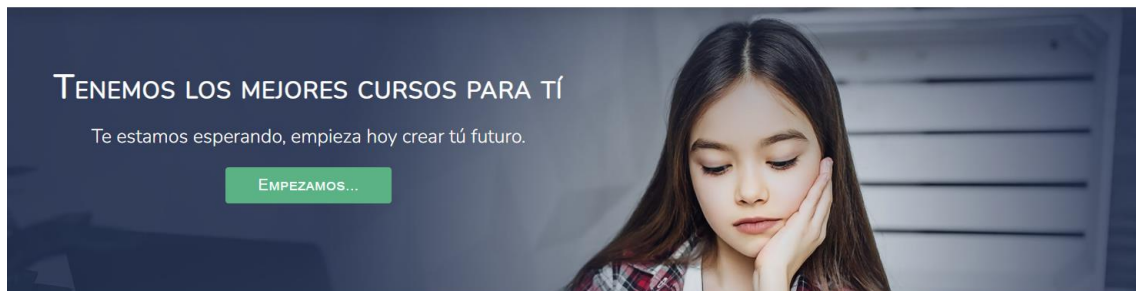 Tenemos los mejores cursos para tí
Te estamos esperando, empieza hoy crear tú futuro.
Empezamos...